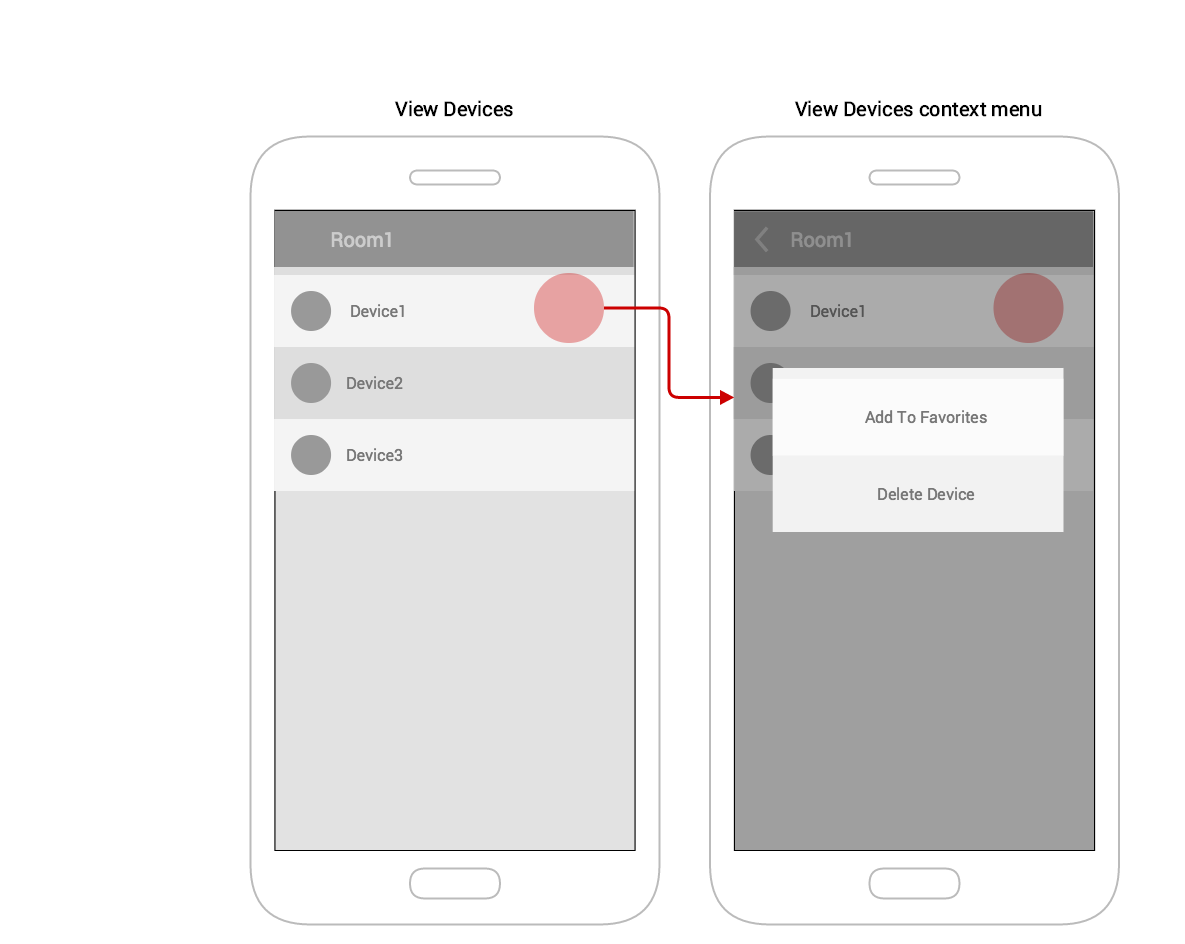 View Devices
Room1
Device1
Device2
Device3
View Devices context menu
Room1
Device1
Add To Favorites
Delete Device